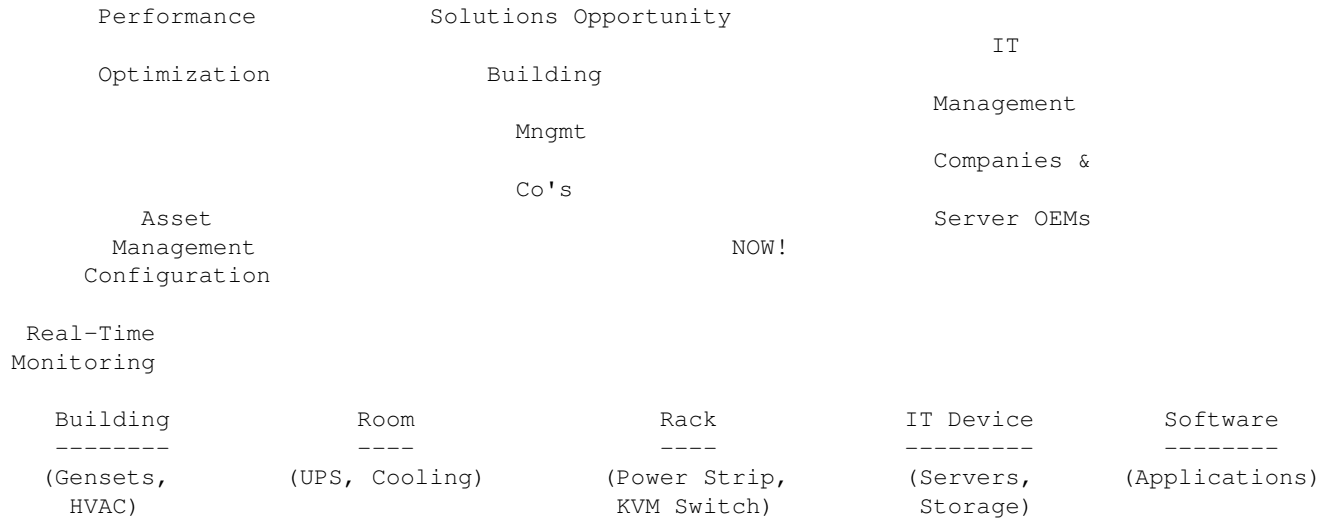 Performance Solutions Opportunity
IT
Optimization Building
Management
Mngmt
Companies &
Co's
Asset Server OEMs
Management NOW!
Configuration
Real-Time
Monitoring
Building Room Rack IT Device Software
-------- ---- ---- --------- --------
(Gensets, (UPS, Cooling) (Power Strip, (Servers, (Applications)
HVAC) KVM Switch) Storage)